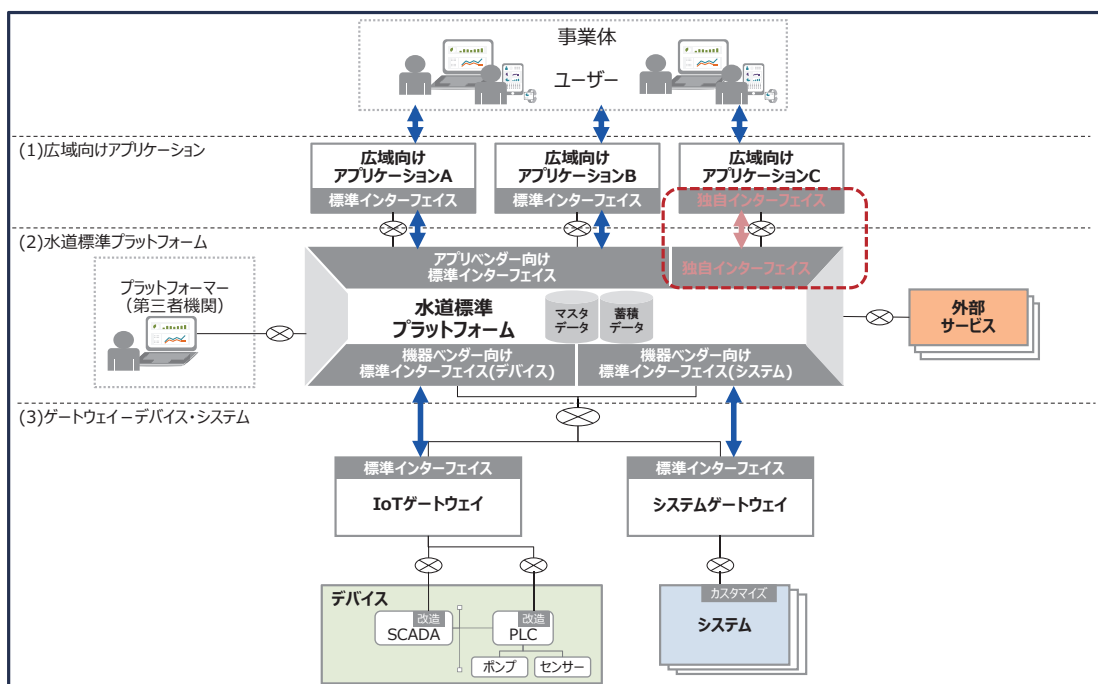 事業体
ユーザー
(1)広域向けアプリケーション
広域向け
アプリケーションA
標準インターフェイス
広域向け
アプリケーションB
標準インターフェイス
広域向け
アプリケーションC
独自インターフェイス
(2)水道標準プラットフォーム
アプリベンダー向け
標準インターフェイス
独自インターフェイス
プラットフォーマー
(第三者機関)
水道標準
プラットフォーム
マスタ
データ
蓄積
データ
外部
サービス
機器ベンダー向け
標準インターフェイス(デバイス)
機器ベンダー向け
標準インターフェイス(システム)
(3)ゲートウェイーデバイス・システム
標準インターフェイス
IoTゲートウェイ
標準インターフェイス
システムゲートウェイ
デバイス
改造
SCADA
改造
PLC
ポンプ
センサー
カスタマイズ
システム